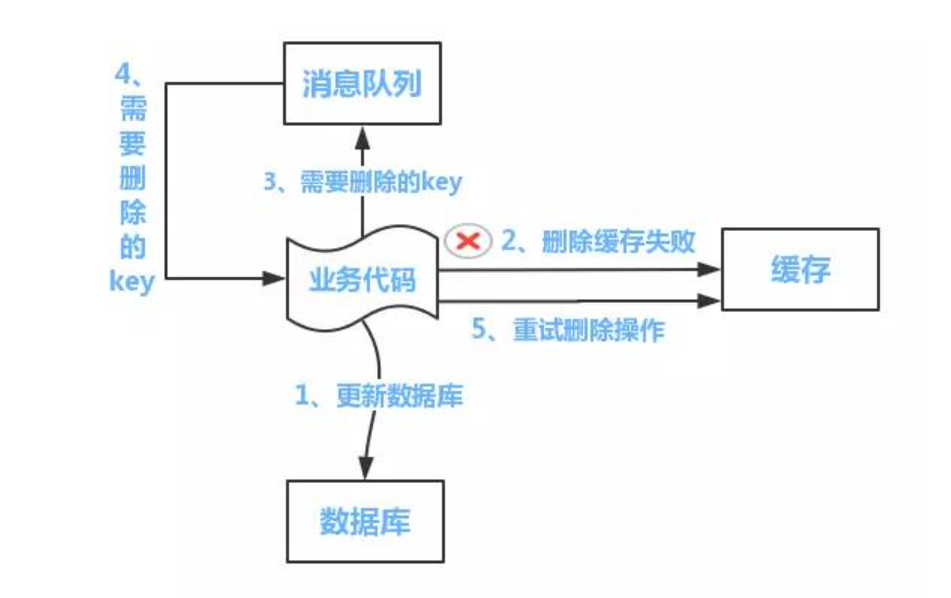 消息队列
4、需要删除的key
3、需要删除的key
2、删除缓存失败
业务代码
缓存
5、重试删除操作
1、更新数据库
数据库